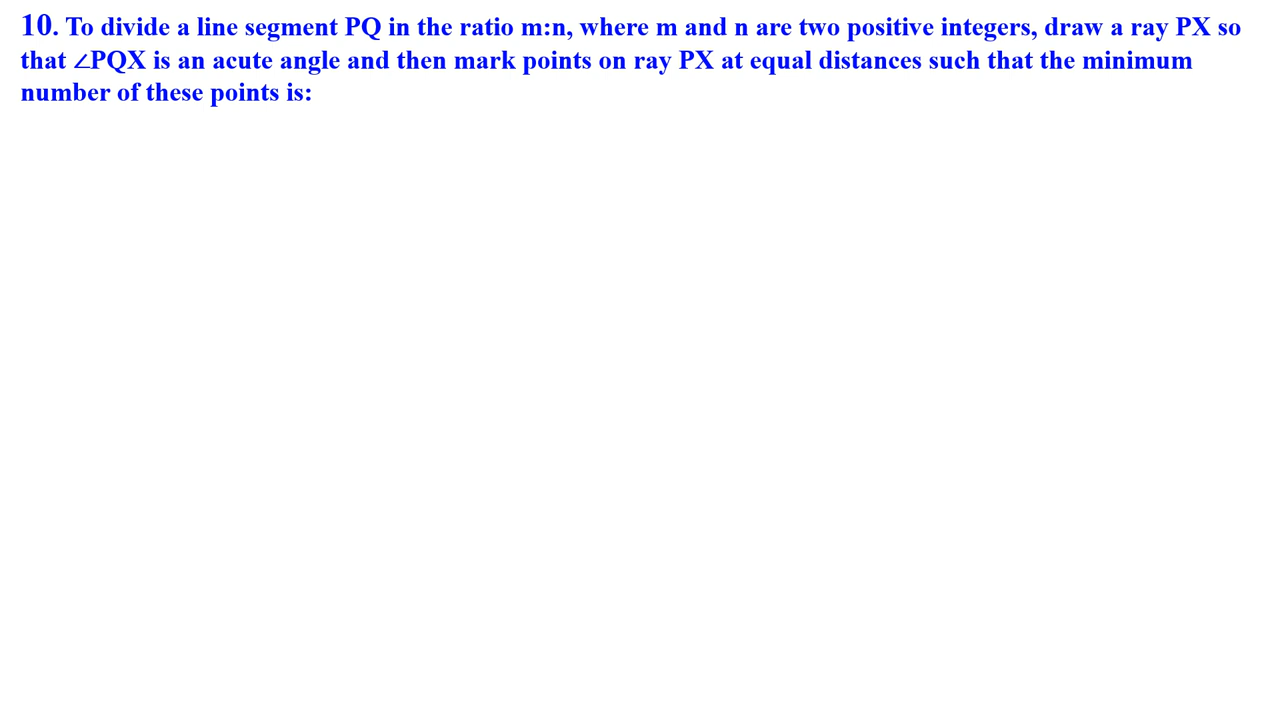 10. To divide a line segment PQ in the ratio m:n, where m and n are two positive integers, draw a ray PX so
that ∠PQX is an acute angle and then mark points on ray PX at equal distances such that the minimum
number of these points is: